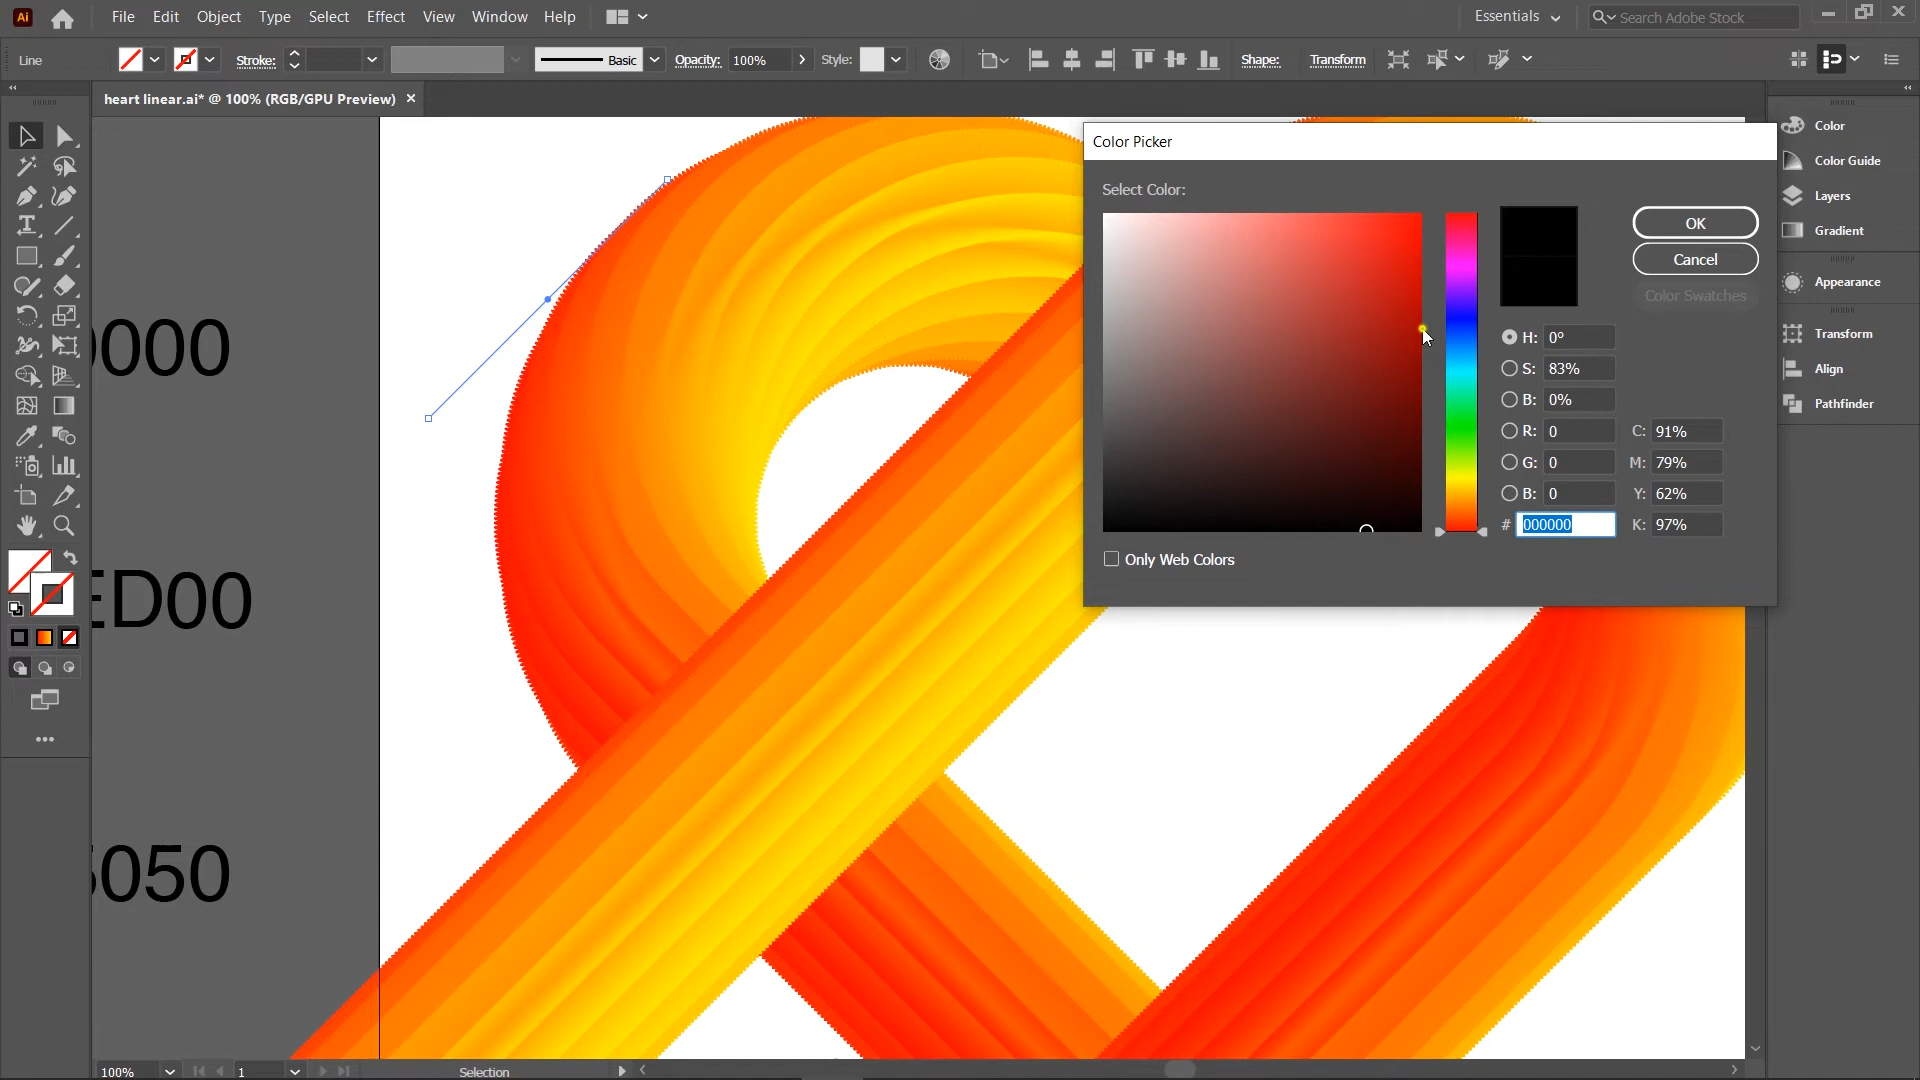 Ai File Edit Object Type Select Effect View Window Help Essentials Search Adobe Stock
Line Stroke: Basic Opacity: 100% Style: Shape: Transform
heart linear.ai* @ 100% (RGB/GPU Preview)
Color Picker
Select Color:
OK
Cancel
Color Swatches
H: 0º
S: 83%
B: 0%
R: 0 C: 91%
G: 0 M: 79%
B: 0 Y: 62%
# 000000 K: 97%
Only Web Colors
Color
Color Guide
Layers
Gradient
Appearance
Transform
Align
Pathfinder
0000
ED00
5050
100% 1 Selection